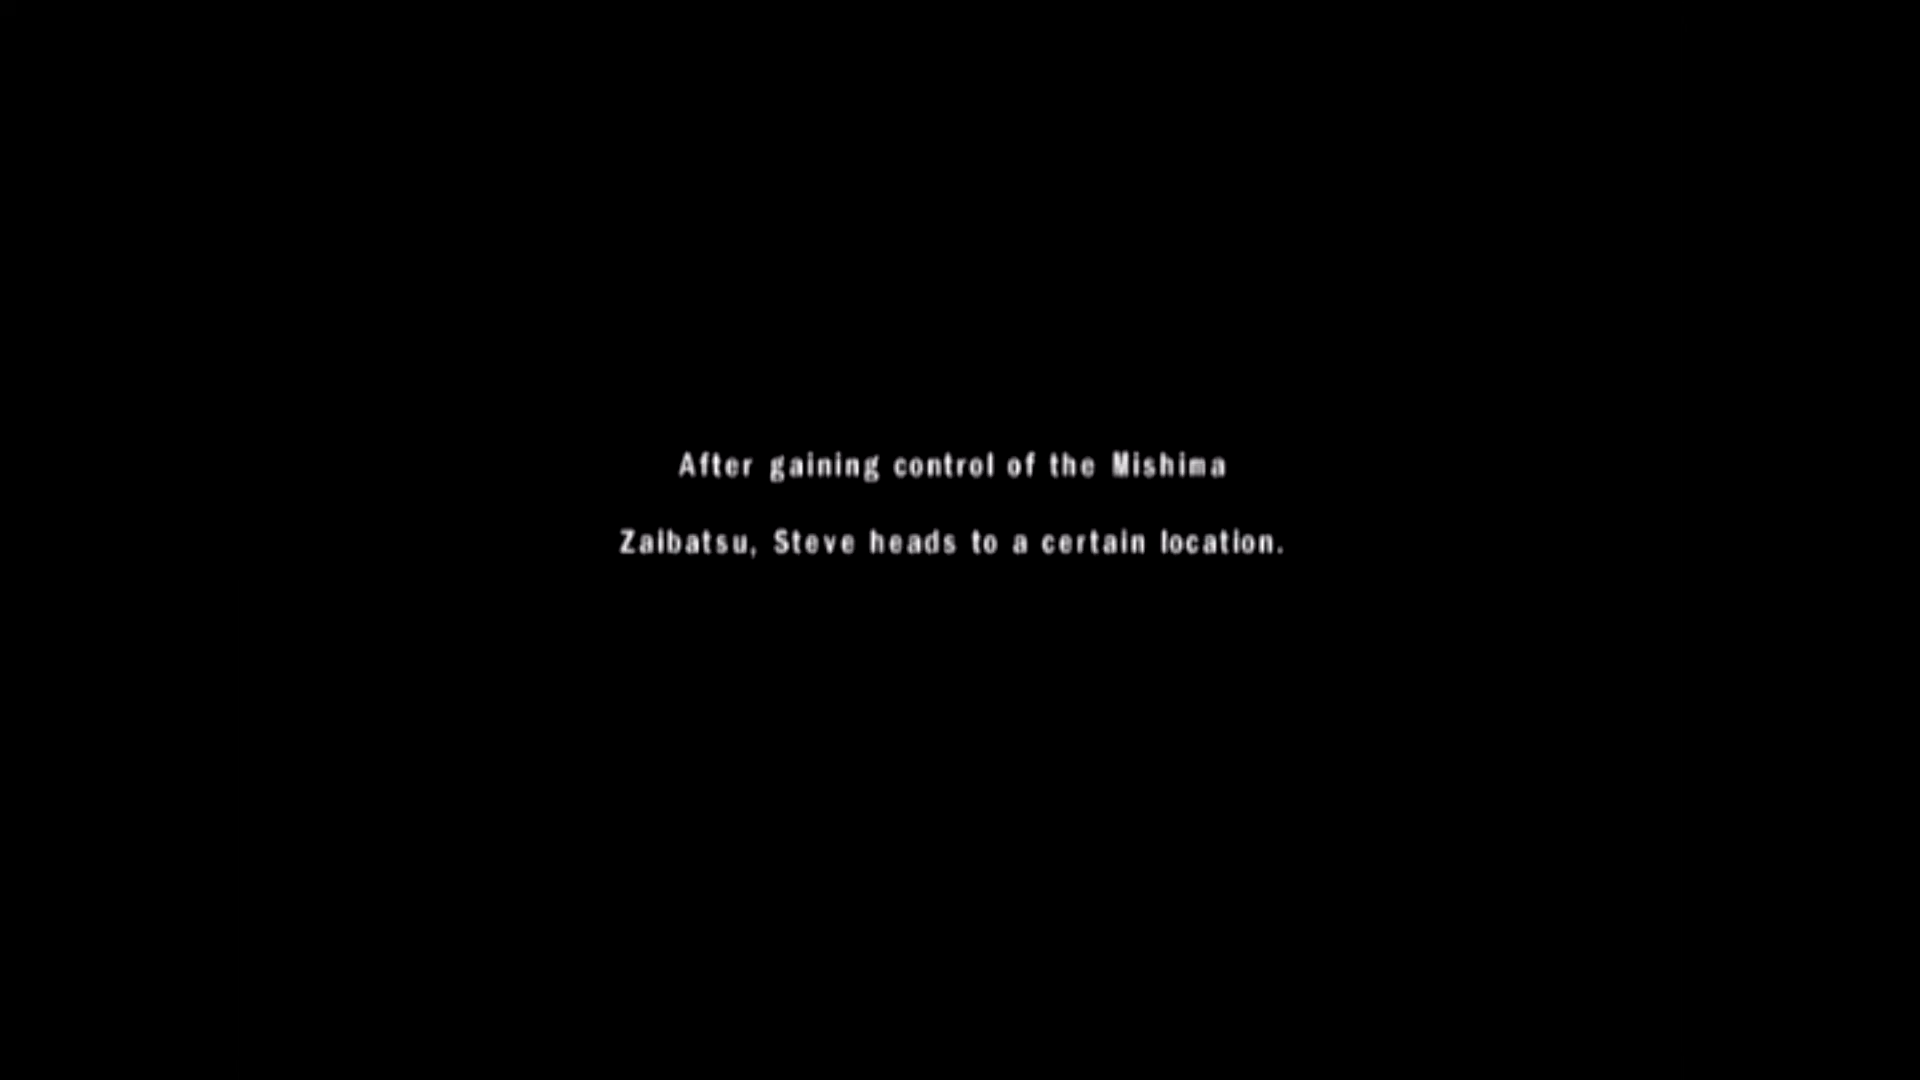 After gaining control of the Mishima
Zaibatsu, Steve heads to a certain location.